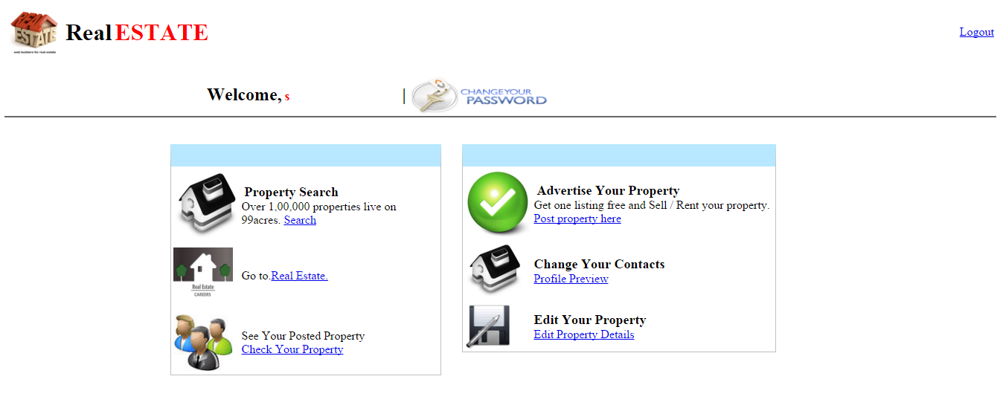 REAL
ESTATE
web builders for real estate
Real ESTATE
Logout
Welcome, s
|
CHANGE YOUR
PASSWORD
Property Search
Over 1,00,000 properties live on
99acres. Search
Real Estate
CAREERS
Go to.Real Estate.
See Your Posted Property
Check Your Property
Advertise Your Property
Get one listing free and Sell / Rent your property.
Post property here
Change Your Contacts
Profile Preview
Edit Your Property
Edit Property Details